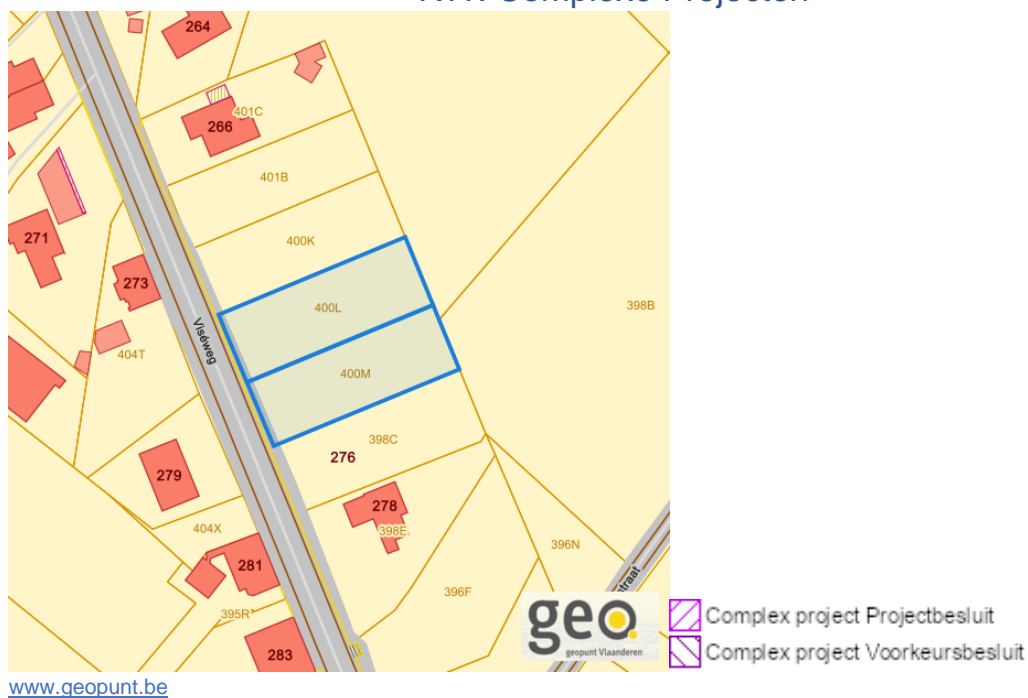 264
401C
266
401B
271
400K
273
400L
398B
Viséweg
404T
400M
398C
276
279
278
398E
404X
396N
281
396F
straat
395R
283
geo
geopunt Vlaanderen
Complex project Projectbesluit
Complex project Voorkeursbesluit
www.geopunt.be